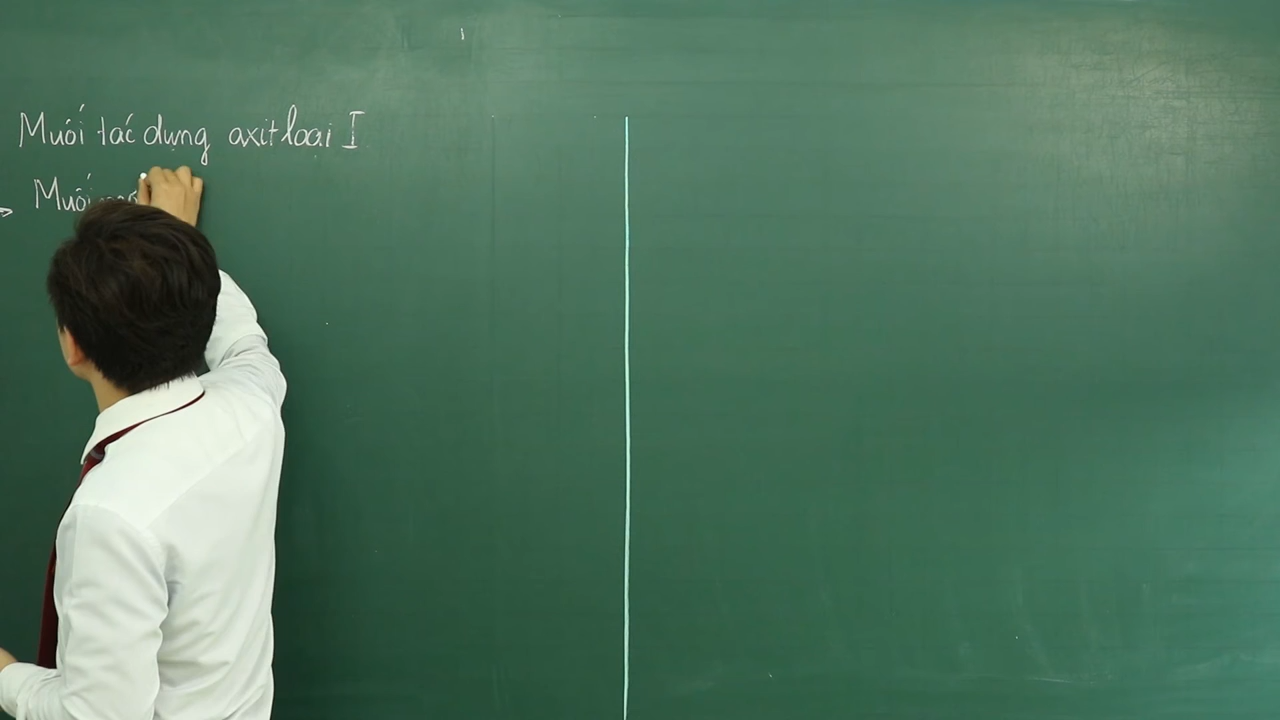 Muối tác dụng axit loại I
→ Muối